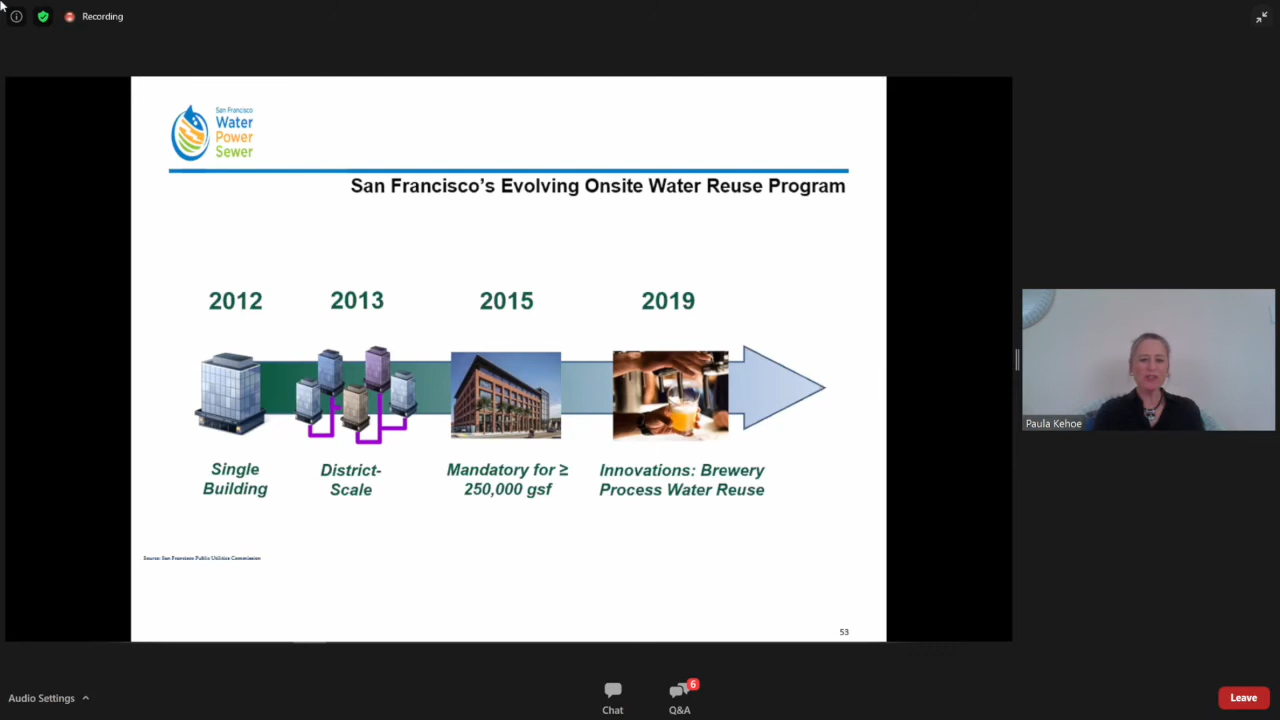 Recording
San Francisco
Water
Power
Sewer
San Francisco's Evolving Onsite Water Reuse Program
2012
2013
2015
2019
Single
Building
District-
Scale
Mandatory for ≥
250,000 gsf
Innovations: Brewery
Process Water Reuse
Source: San Francisco Public Utilities Commission
53
Paula Kehoe
Audio Settings
Chat
6
Q&A
Leave